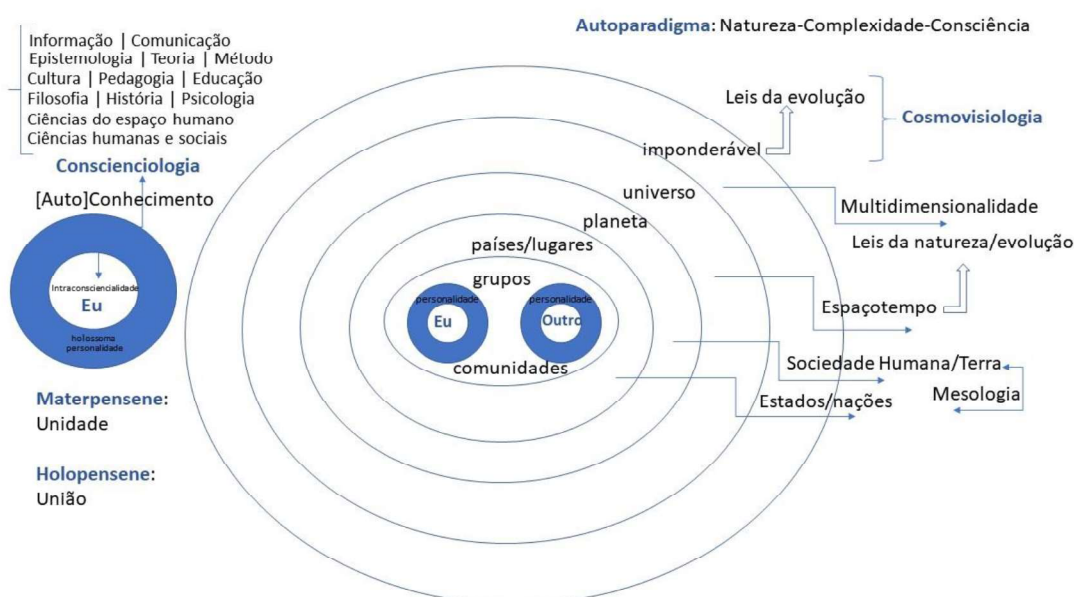 Autoparadigma: Natureza-Complexidade-Consciência
Informação | Comunicação
Epistemologia | Teoria | Método
Cultura | Pedagogia | Educação
Filosofia | História | Psicologia
Ciências do espaço humano
Ciências humanas e sociais
Conscienciologia
[Auto]Conhecimento
Intraconsciencialidade
Eu
holossoma
personalidade
Materpensene:
Unidade
Holopensene:
União
Leis da evolução
Cosmovisiologia
imponderável
universo
planeta
países/lugares
grupos
personalidade
Eu
personalidade
Outro
comunidades
Multidimensionalidade
Leis da natureza/evolução
Espaçotempo
Sociedade Humana/Terra
Mesologia
Estados/nações